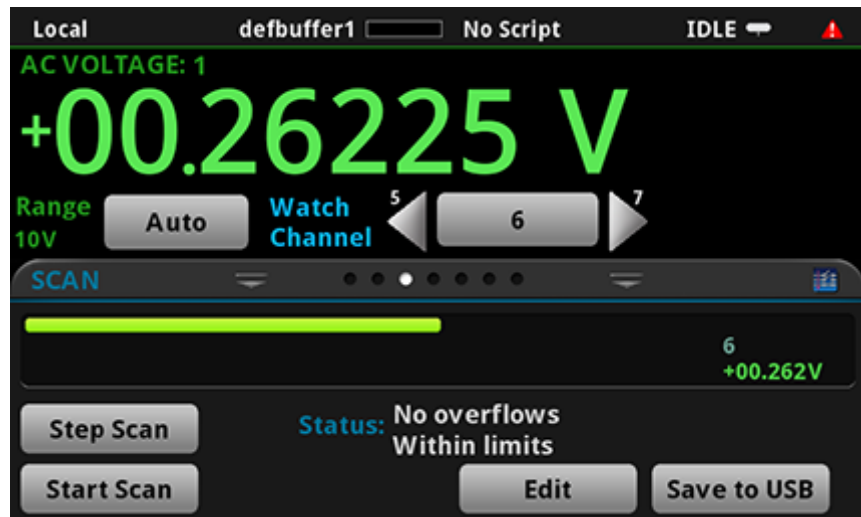 Local defbuffer1 No Script IDLE
AC VOLTAGE: 1
+00.26225 V
Range 10V Auto Watch Channel 5 6 7
SCAN
6
+00.262V
Step Scan Status: No overflows
Within limits
Start Scan Edit Save to USB